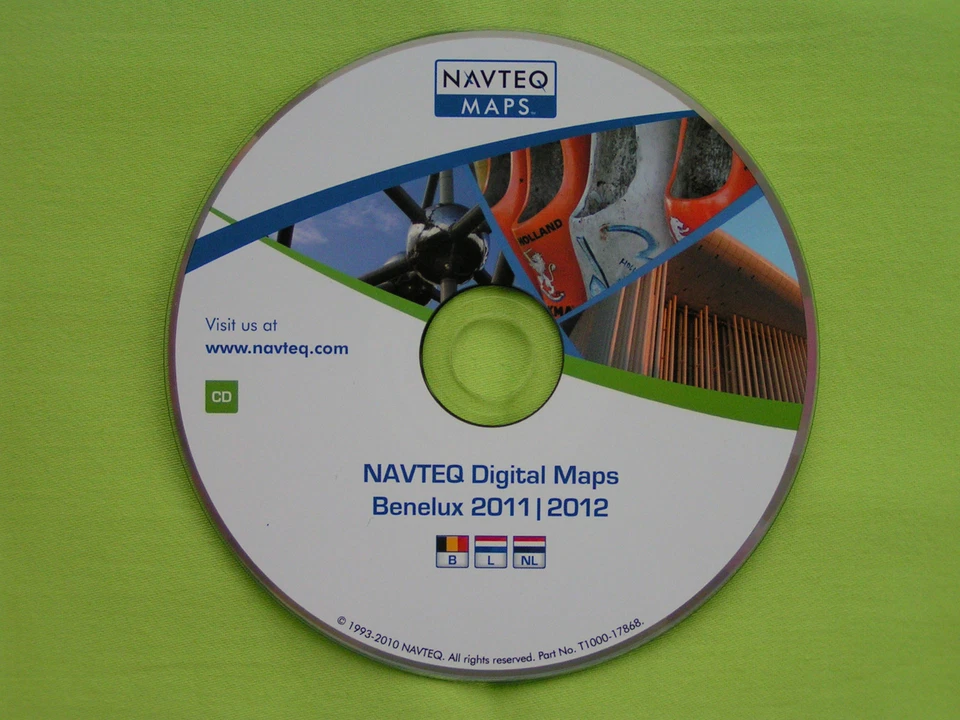 NAVTEQ
MAPS
HOLLAND
Visit us at
www.navteq.com
CD
NAVTEQ Digital Maps
Benelux 2011|2012
B L NL
© 1993-2010 NAVTEQ. All rights reserved. Part No. T1000-17868.